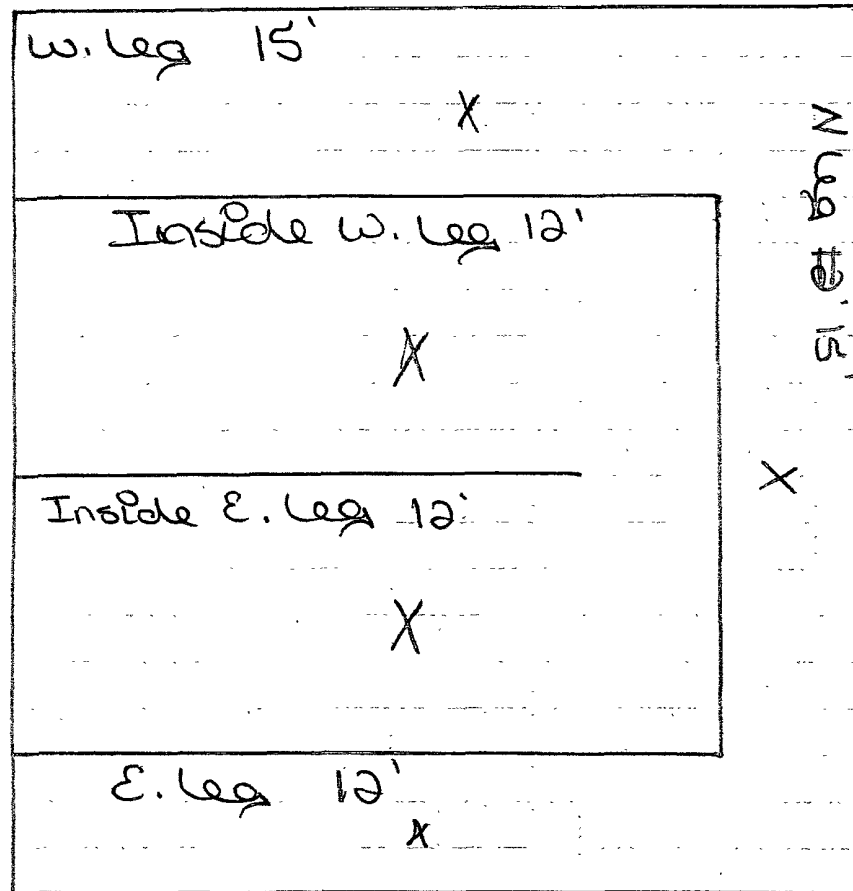 W. Leg 15'
X
N Leg 15'
Inside W. Leg 12'
X
X
Inside E. Leg 12'
X
E. Leg 12'
X